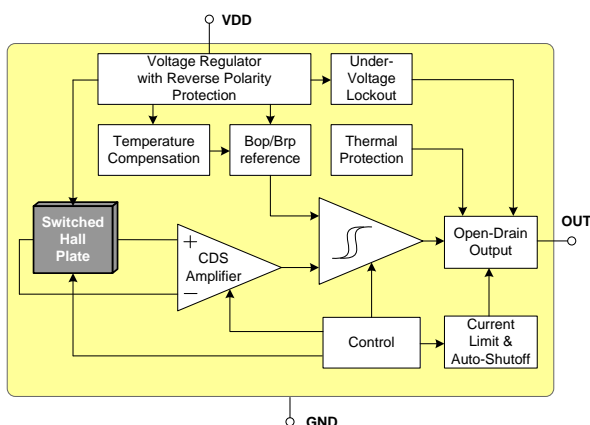 VDD
Voltage Regulator
with Reverse Polarity
Protection
Under-
Voltage
Lockout
Temperature
Compensation
Bop/Brp
reference
Thermal
Protection
Switched
Hall
Plate
+
−
CDS
Amplifier
Open-Drain
Output
OUT
Control
Current
Limit &
Auto-Shutoff
GND